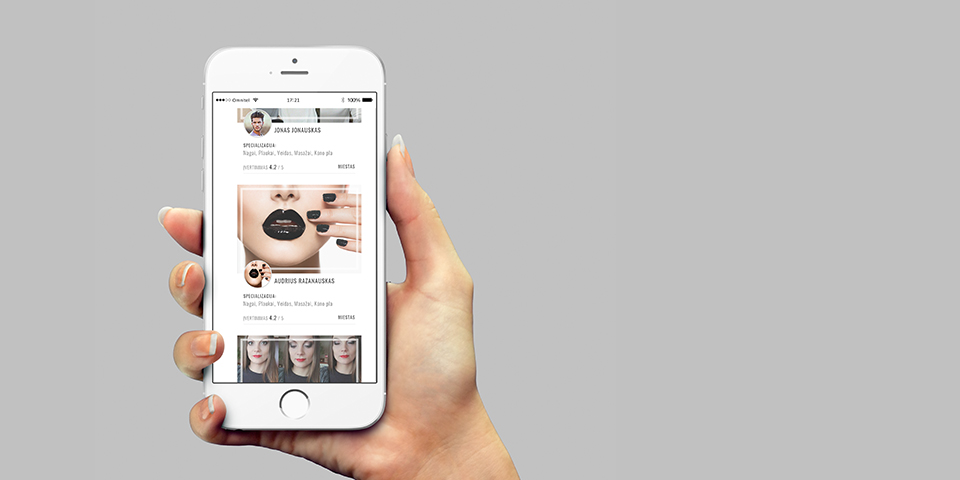 Omnitel 17:21 100%
JONAS JONAUSKAS
SPECIALIZACIJA:
Nagai, Plaukai, Veidas, Masažai, Kūno pla
ĮVERTINIMAS 4.2 / 5 MIESTAS
AUDRIUS RAZANAUSKAS
SPECIALIZACIJA:
Nagai, Plaukai, Veidas, Masažai, Kūno pla
ĮVERTINIMAS 4.2 / 5 MIESTAS